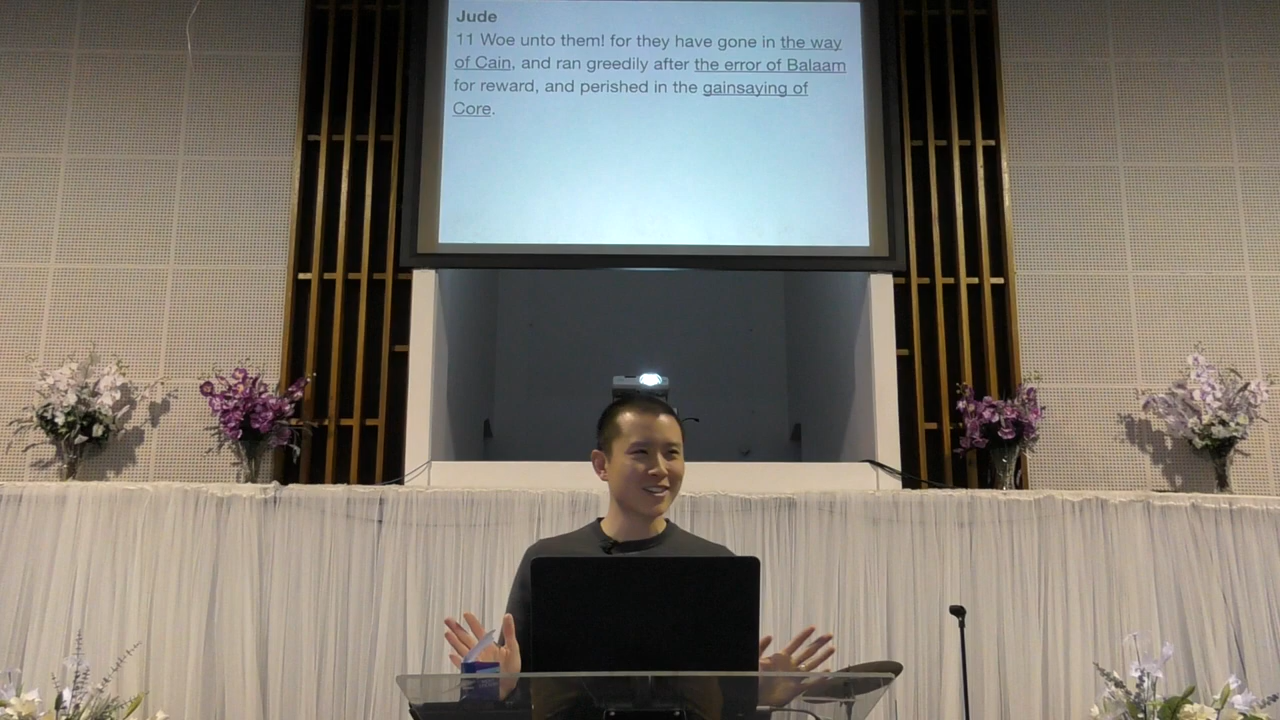 Jude
11 Woe unto them! for they have gone in the way
of Cain, and ran greedily after the error of Balaam
for reward, and perished in the gainsaying of
Core.